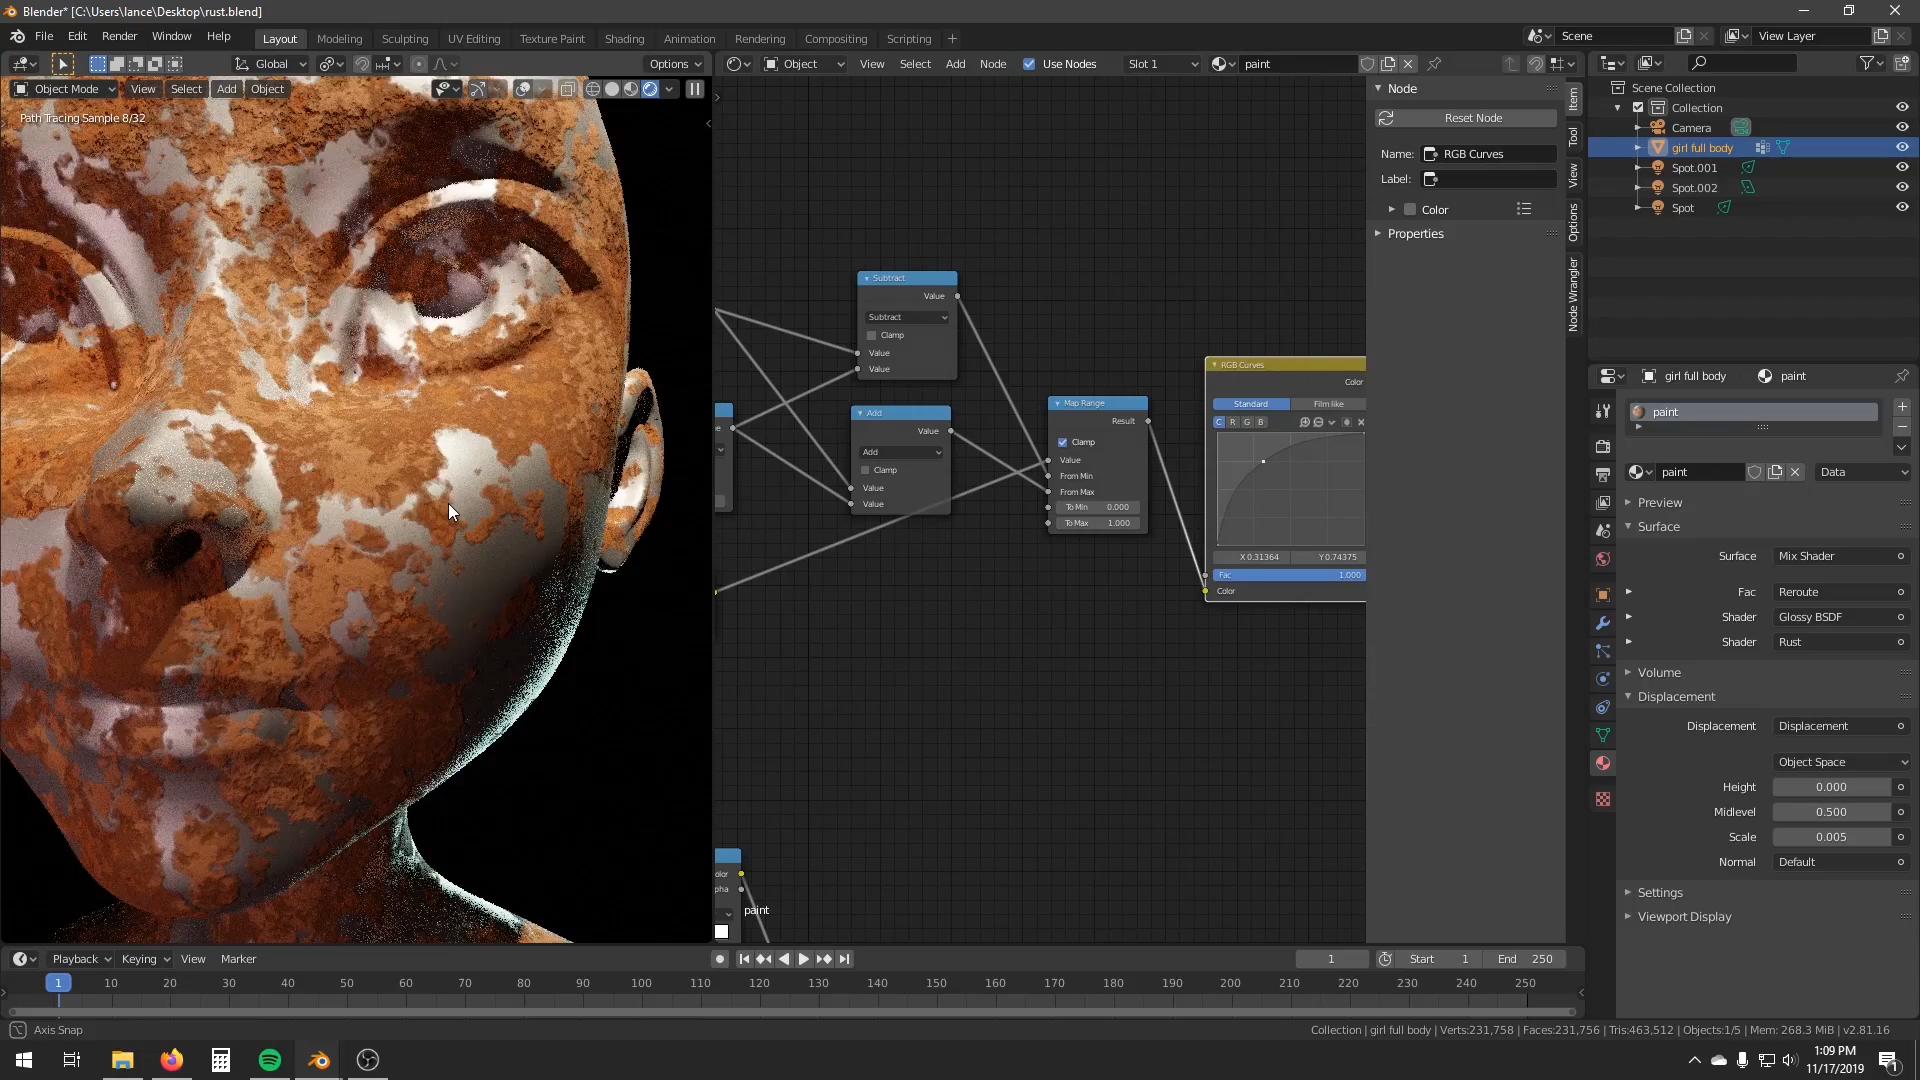 Blender* [C:\Users\lance\Desktop\rust.blend]
File Edit Render Window Help Layout Modeling Sculpting UV Editing Texture Paint Shading Animation Rendering Compositing Scripting + Scene View Layer
Global Options Object View Select Add Node Use Nodes Slot 1 paint
Object Mode View Select Add Object
Path Tracing Sample 8/32
Subtract
Value
Subtract
Clamp
Value
Value
Add
Value
Add
Clamp
Value
Value
Map Range
Result
Clamp
Value
From Min
From Max
To Min 0.000
To Max 1.000
RGB Curves
Color
Standard Film like
C R G B
X 0.31364 Y 0.74375
Fac 1.000
Color
olor
pha
paint
Node
Reset Node
Name: RGB Curves
Label:
Color
Properties
Item
Tool
View
Options
Node Wrangler
Scene Collection
Collection
Camera
girl full body
Spot.001
Spot.002
Spot
girl full body paint
paint
paint Data
Preview
Surface
Surface Mix Shader
Fac Reroute
Shader Glossy BSDF
Shader Rust
Volume
Displacement
Displacement Displacement
Object Space
Height 0.000
Midlevel 0.500
Scale 0.005
Normal Default
Settings
Viewport Display
Playback Keying View Marker 1 Start 1 End 250
1 10 20 30 40 50 60 70 80 90 100 110 120 130 140 150 160 170 180 190 200 210 220 230 240 250
Axis Snap Collection | girl full body | Verts:231,758 | Faces:231,756 | Tris:463,512 | Objects:1/5 | Mem: 268.3 MiB | v2.81.16
1:09 PM
11/17/2019
1